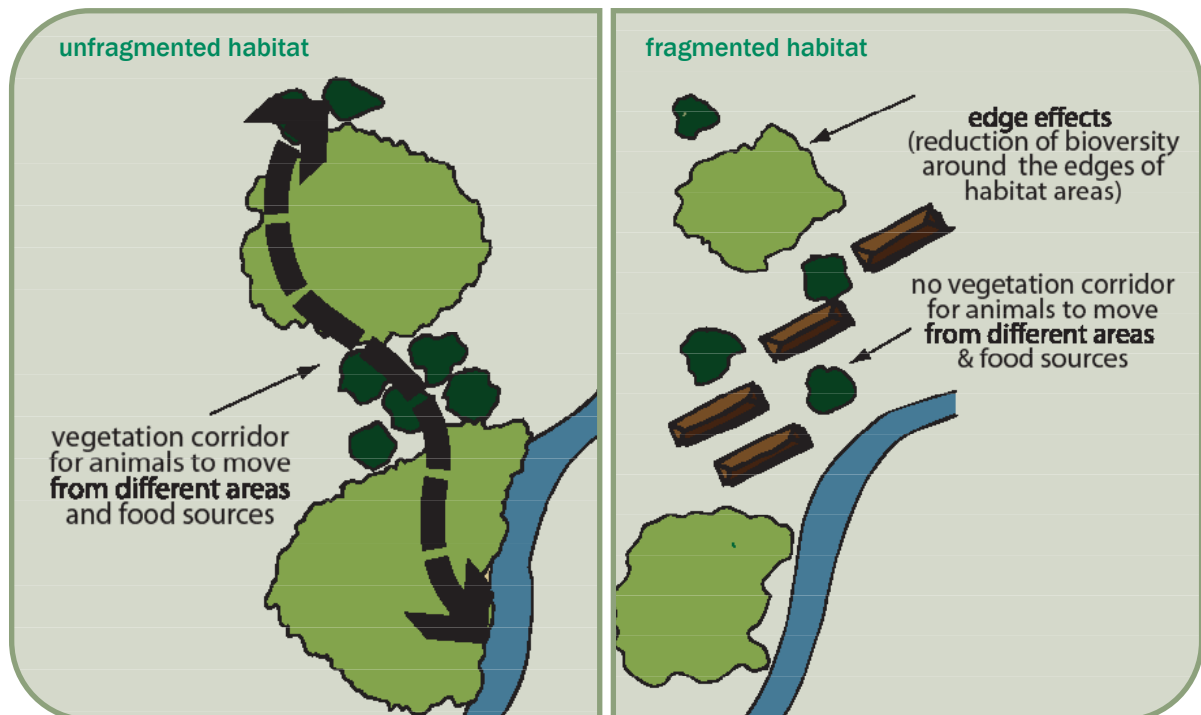 unfragmented habitat
vegetation corridor
for animals to move
from different areas
and food sources
fragmented habitat
edge effects
(reduction of bioversity
around the edges of
habitat areas)
no vegetation corridor
for animals to move
from different areas
& food sources